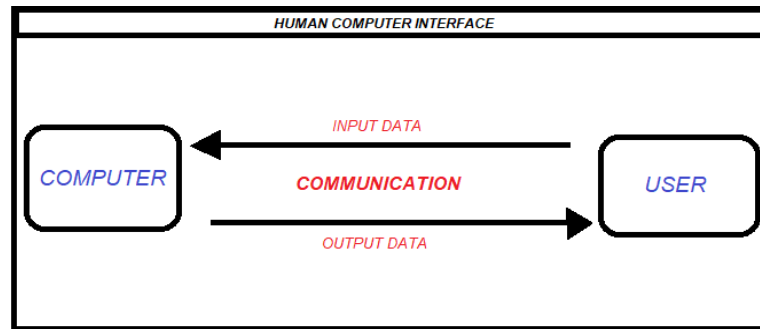 HUMAN COMPUTER INTERFACE
INPUT DATA
COMPUTER
COMMUNICATION
USER
OUTPUT DATA